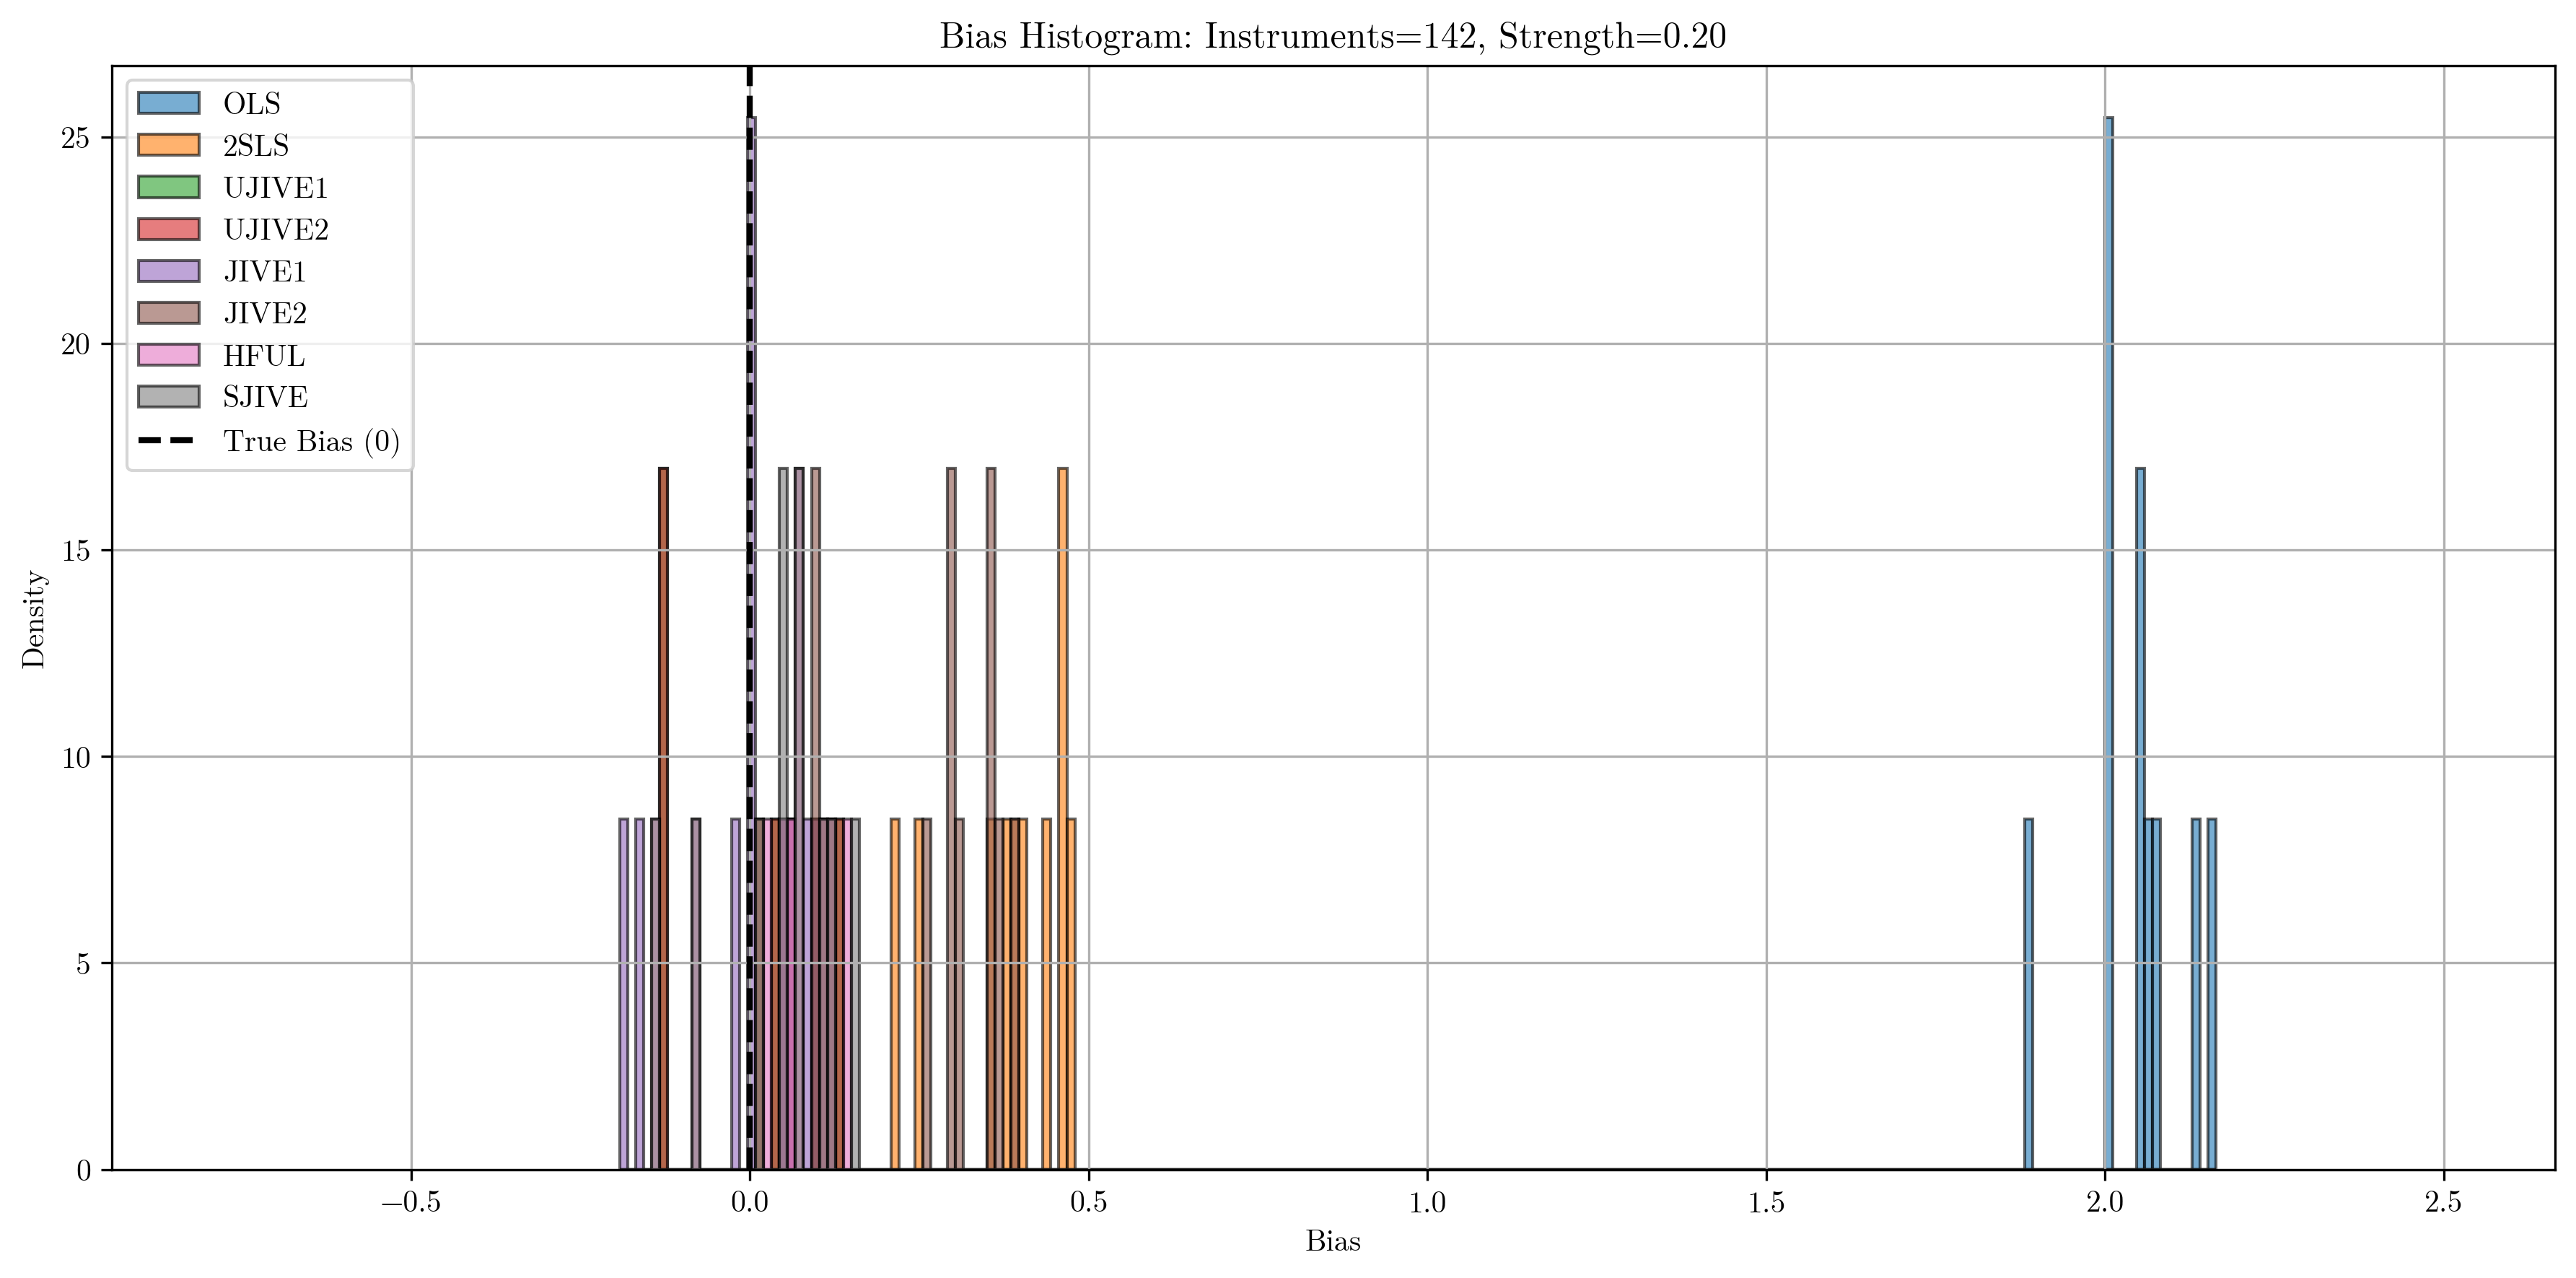 Bias Histogram: Instruments=142, Strength=0.20
OLS
2SLS
UJIVE1
UJIVE2
JIVE1
JIVE2
HFUL
SJIVE
True Bias (0)
Density
25
20
15
10
5
0
−0.5
0.0
0.5
1.0
1.5
2.0
2.5
Bias